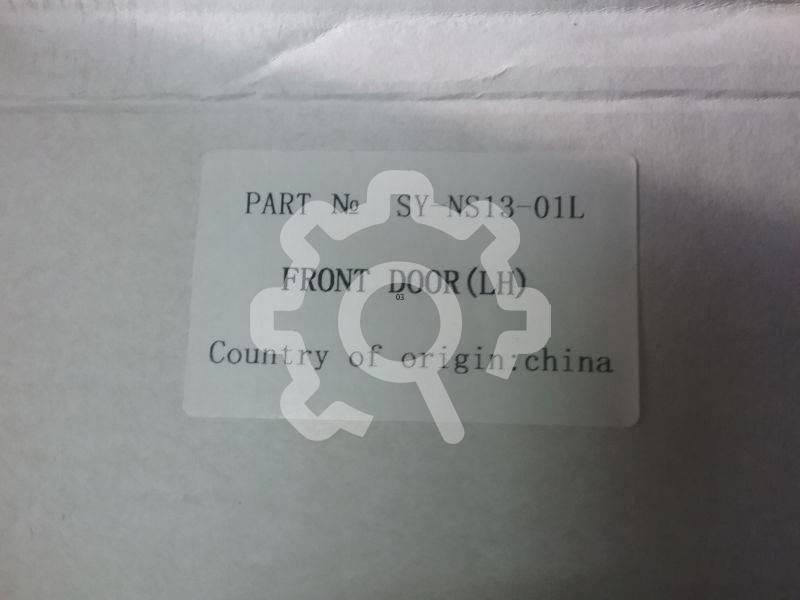 PART № SY-NS13-01L
FRONT DOOR(LH)
03
Country of origin:china